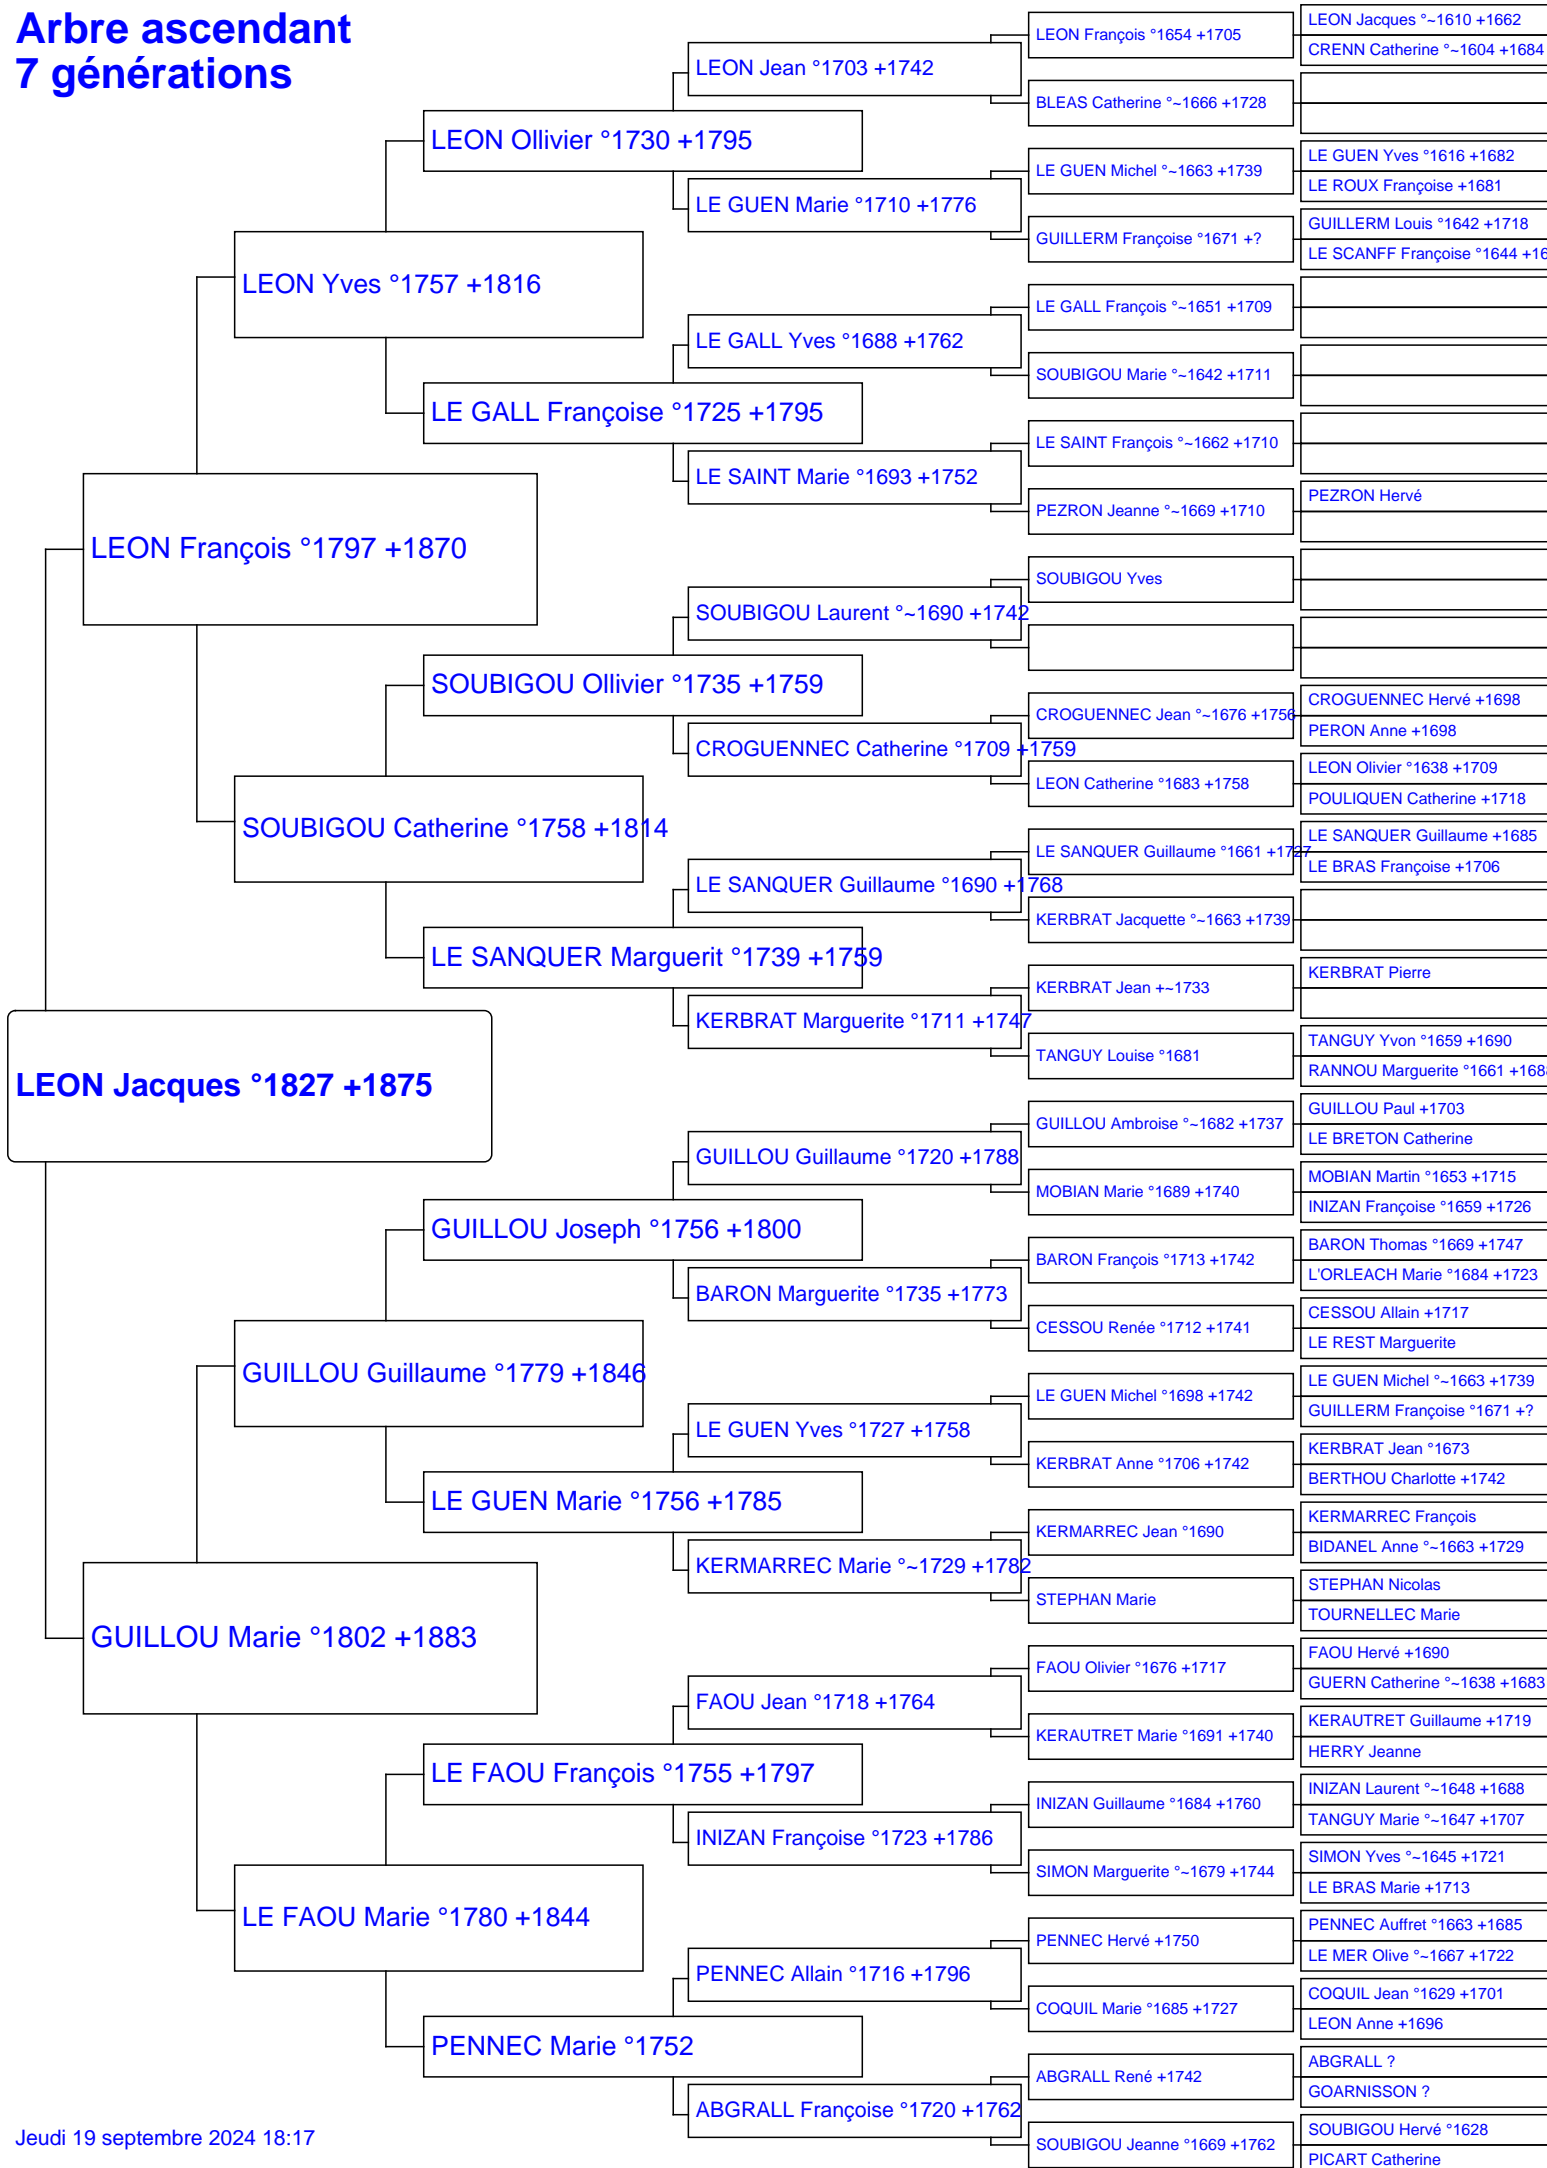 Arbre ascendant
7 générations
LEON Jacques °1827 +1875
LEON François °1797 +1870
GUILLOU Marie °1802 +1883
LEON Yves °1757 +1816
SOUBIGOU Catherine °1758 +1814
GUILLOU Guillaume °1779 +1846
LE FAOU Marie °1780 +1844
LEON Ollivier °1730 +1795
LE GALL Françoise °1725 +1795
SOUBIGOU Ollivier °1735 +1759
LE SANQUER Marguerit °1739 +1759
GUILLOU Joseph °1756 +1800
LE GUEN Marie °1756 +1785
LE FAOU François °1755 +1797
PENNEC Marie °1752
LEON Jean °1703 +1742
LE GUEN Marie °1710 +1776
LE GALL Yves °1688 +1762
LE SAINT Marie °1693 +1752
SOUBIGOU Laurent °~1690 +1742
CROGUENNEC Catherine °1709 +1759
LE SANQUER Guillaume °1690 +1768
KERBRAT Marguerite °1711 +1747
GUILLOU Guillaume °1720 +1788
BARON Marguerite °1735 +1773
LE GUEN Yves °1727 +1758
KERMARREC Marie °~1729 +1782
FAOU Jean °1718 +1764
INIZAN Françoise °1723 +1786
PENNEC Allain °1716 +1796
ABGRALL Françoise °1720 +1762
LEON François °1654 +1705
BLEAS Catherine °~1666 +1728
LE GUEN Michel °~1663 +1739
GUILLERM Françoise °1671 +?
LE GALL François °~1651 +1709
SOUBIGOU Marie °~1642 +1711
LE SAINT François °~1662 +1710
PEZRON Jeanne °~1669 +1710
SOUBIGOU Yves
CROGUENNEC Jean °~1676 +1756
LEON Catherine °1683 +1758
LE SANQUER Guillaume °1661 +1727
KERBRAT Jacquette °~1663 +1739
KERBRAT Jean +~1733
TANGUY Louise °1681
GUILLOU Ambroise °~1682 +1737
MOBIAN Marie °1689 +1740
BARON François °1713 +1742
CESSOU Renée °1712 +1741
LE GUEN Michel °1698 +1742
KERBRAT Anne °1706 +1742
KERMARREC Jean °1690
STEPHAN Marie
FAOU Olivier °1676 +1717
KERAUTRET Marie °1691 +1740
INIZAN Guillaume °1684 +1760
SIMON Marguerite °~1679 +1744
PENNEC Hervé +1750
COQUIL Marie °1685 +1727
ABGRALL René +1742
SOUBIGOU Jeanne °1669 +1762
LEON Jacques °~1610 +1662
CRENN Catherine °~1604 +1684
LE GUEN Yves °1616 +1682
LE ROUX Françoise +1681
GUILLERM Louis °1642 +1718
LE SCANFF Françoise °1644 +16
PEZRON Hervé
CROGUENNEC Hervé +1698
PERON Anne +1698
LEON Olivier °1638 +1709
POULIQUEN Catherine +1718
LE SANQUER Guillaume +1685
LE BRAS Françoise +1706
KERBRAT Pierre
TANGUY Yvon °1659 +1690
RANNOU Marguerite °1661 +1688
GUILLOU Paul +1703
LE BRETON Catherine
MOBIAN Martin °1653 +1715
INIZAN Françoise °1659 +1726
BARON Thomas °1669 +1747
L'ORLEACH Marie °1684 +1723
CESSOU Allain +1717
LE REST Marguerite
LE GUEN Michel °~1663 +1739
GUILLERM Françoise °1671 +?
KERBRAT Jean °1673
BERTHOU Charlotte +1742
KERMARREC François
BIDANEL Anne °~1663 +1729
STEPHAN Nicolas
TOURNELLEC Marie
FAOU Hervé +1690
GUERN Catherine °~1638 +1683
KERAUTRET Guillaume +1719
HERRY Jeanne
INIZAN Laurent °~1648 +1688
TANGUY Marie °~1647 +1707
SIMON Yves °~1645 +1721
LE BRAS Marie +1713
PENNEC Auffret °1663 +1685
LE MER Olive °~1667 +1722
COQUIL Jean °1629 +1701
LEON Anne +1696
ABGRALL ?
GOARNISSON ?
SOUBIGOU Hervé °1628
PICART Catherine
Jeudi 19 septembre 2024 18:17